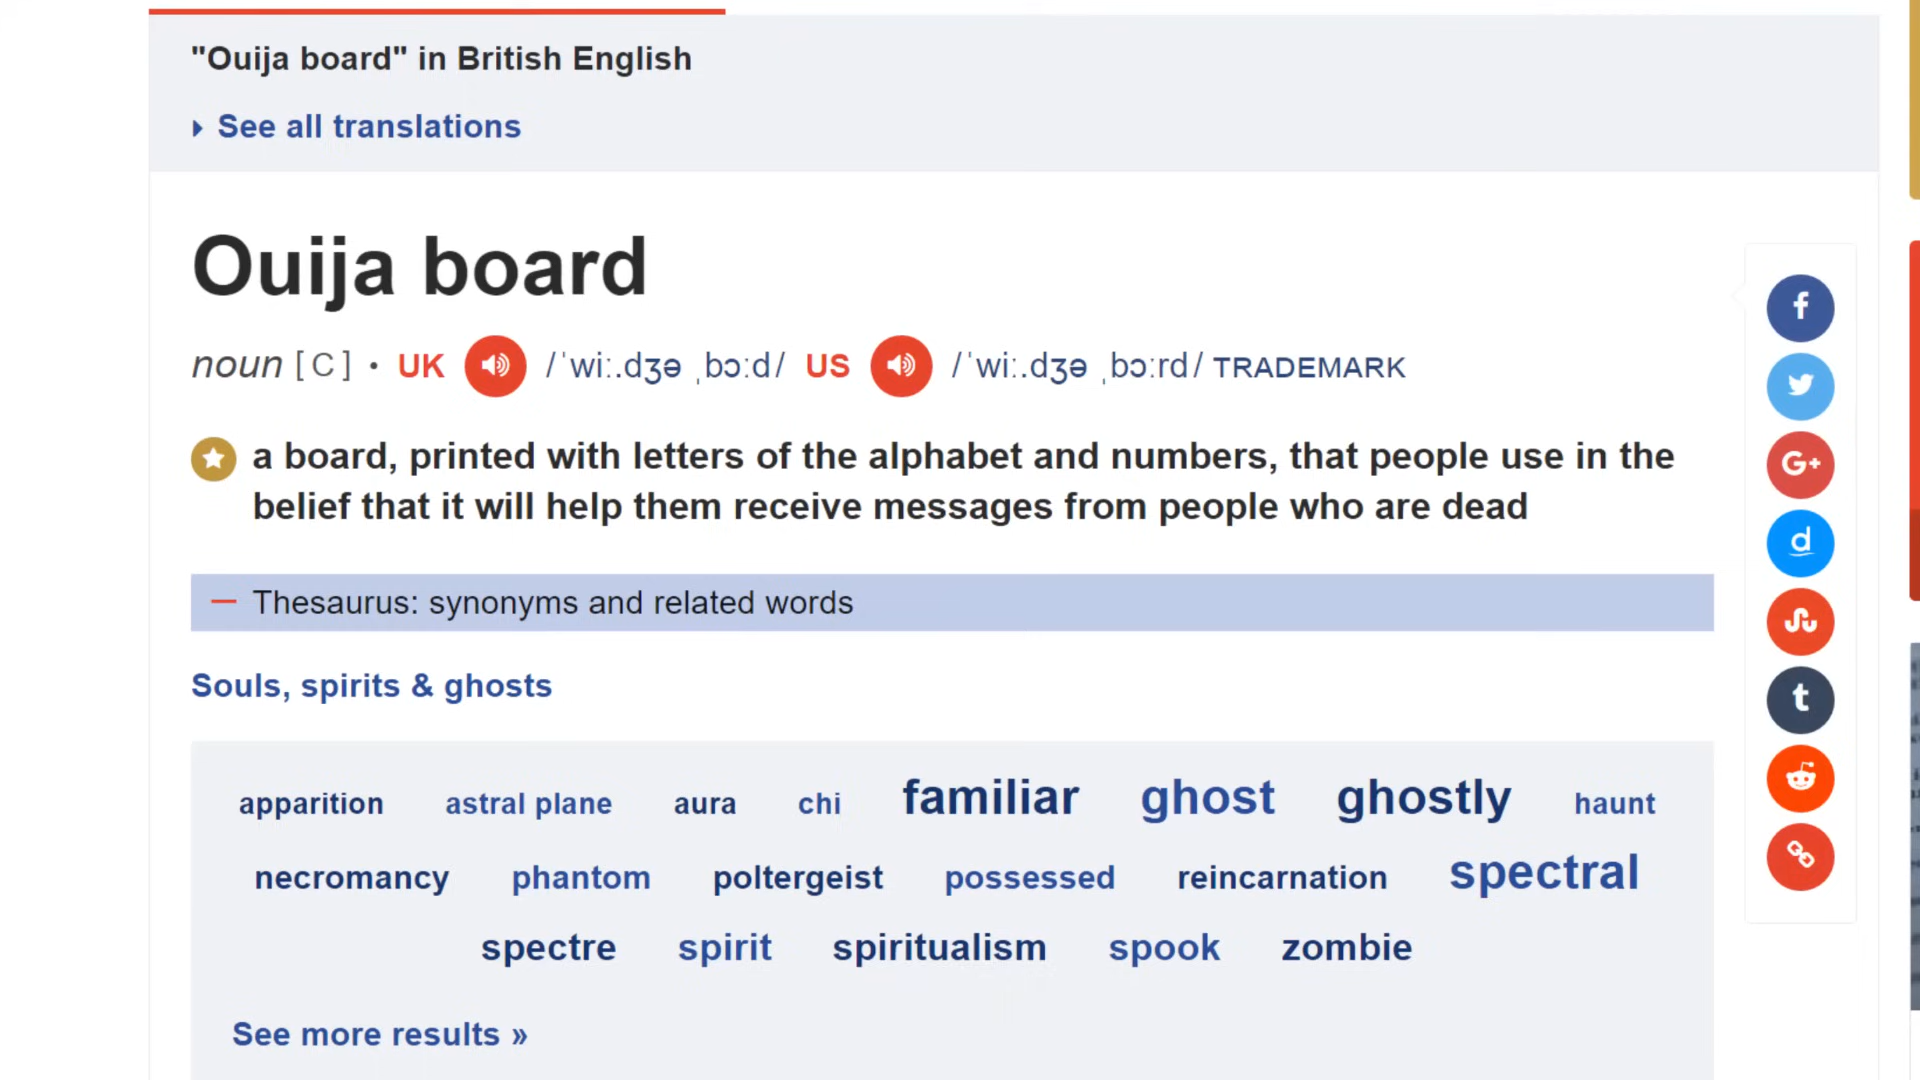 "Ouija board" in British English
See all translations
Ouija board
noun [ C ] • UK /ˈwiː.dʒə ˌbɔːd/ US /ˈwiː.dʒə ˌbɔːrd/ TRADEMARK
a board, printed with letters of the alphabet and numbers, that people use in the
belief that it will help them receive messages from people who are dead
Thesaurus: synonyms and related words
Souls, spirits & ghosts
apparition astral plane aura chi familiar ghost ghostly haunt
necromancy phantom poltergeist possessed reincarnation spectral
spectre spirit spiritualism spook zombie
See more results »